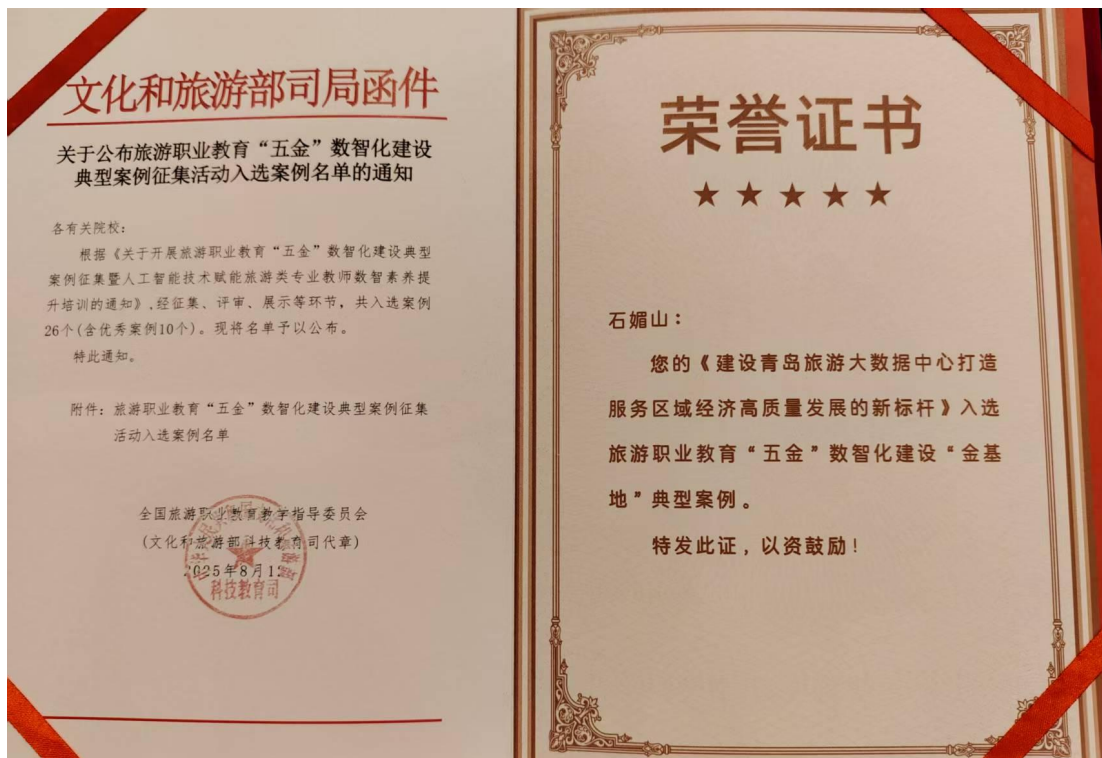 文化和旅游部司局函件
关于公布旅游职业教育“五金”数智化建设
典型案例征集活动入选案例名单的通知
各有关院校：
根据《关于开展旅游职业教育“五金”数智化建设典型
案例征集暨人工智能技术赋能旅游类专业教师数智素养提
升培训的通知》,经征集、评审、展示等环节，共入选案例
26个(含优秀案例10个)。现将名单予以公布。
特此通知。
附件：旅游职业教育“五金”数智化建设典型案例征集
活动入选案例名单
全国旅游职业教育教学指导委员会
(文化和旅游部科技教育司代章)
2025年8月12
科技教育司
荣誉证书
★ ★ ★ ★ ★
石媚山：
您的《建设青岛旅游大数据中心打造
服务区域经济高质量发展的新标杆》入选
旅游职业教育“五金”数智化建设“金基
地”典型案例。
特发此证，以资鼓励！